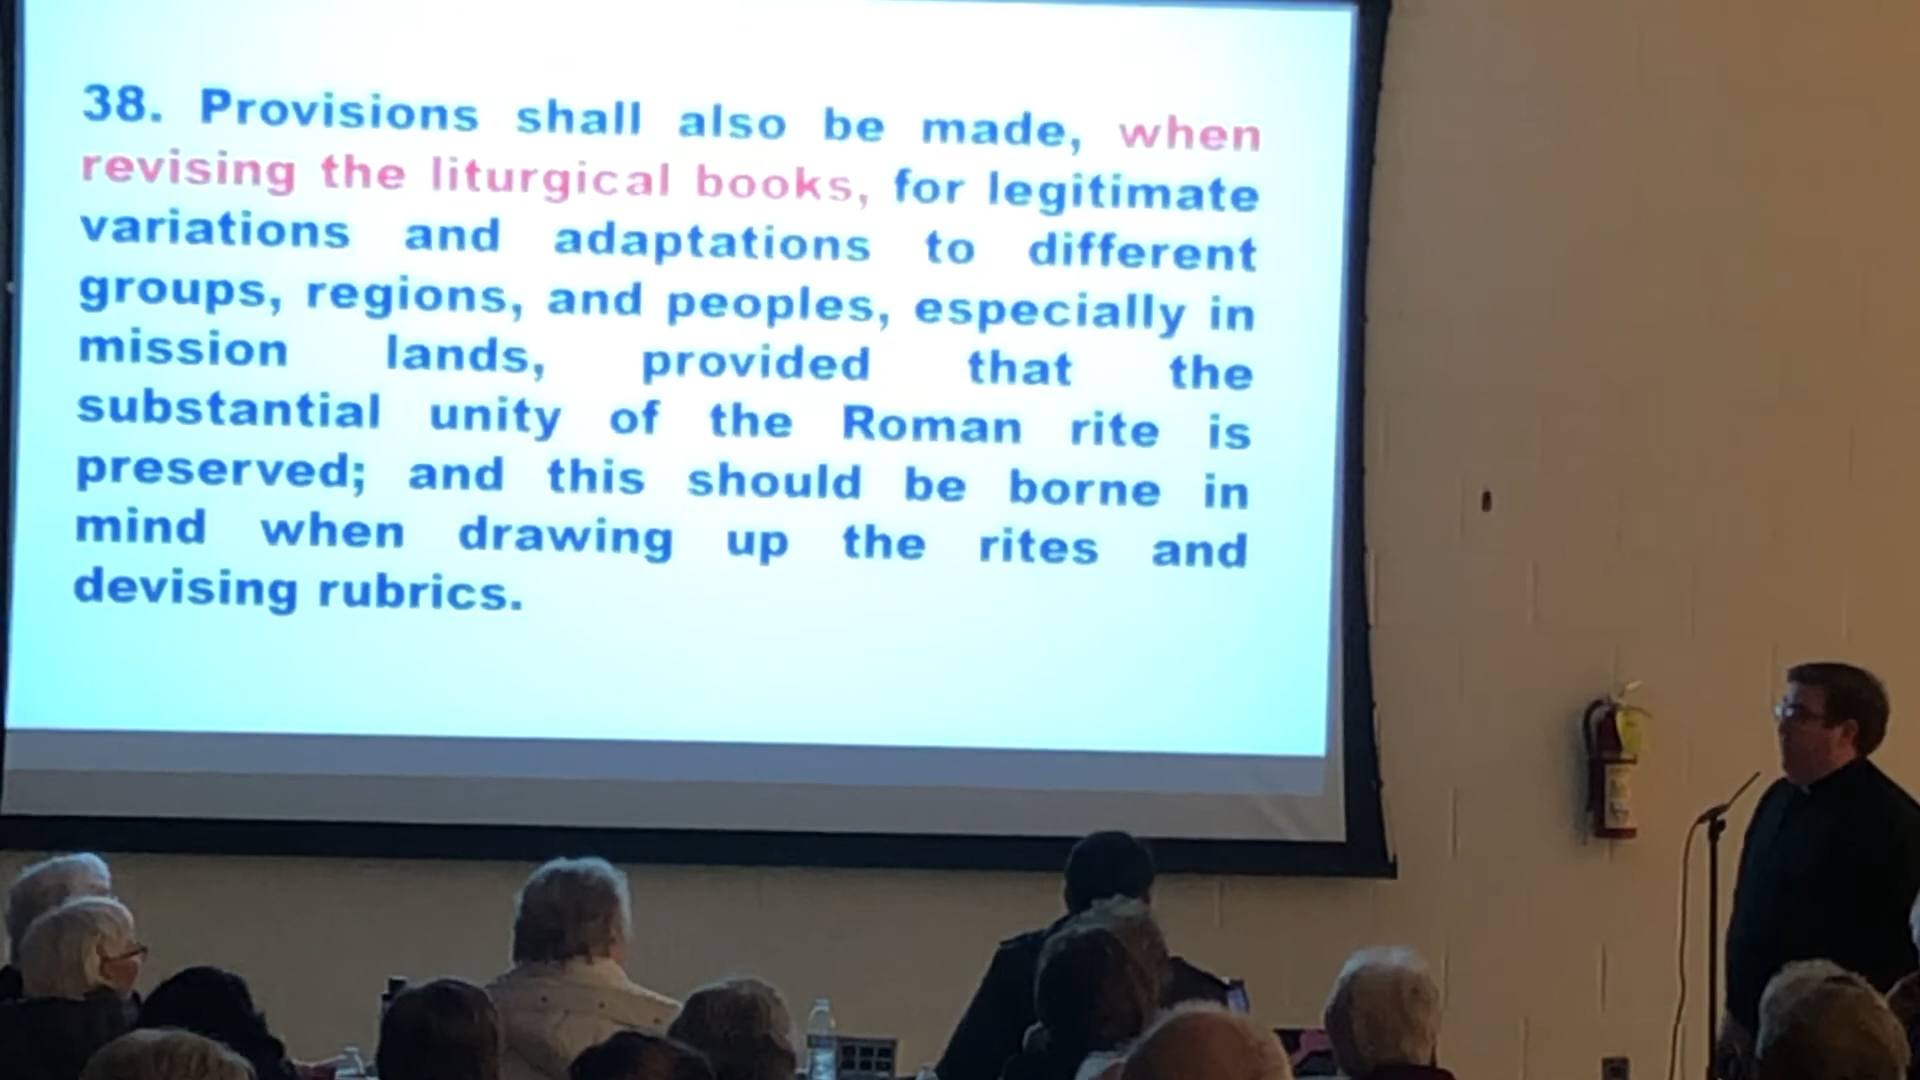 38. Provisions shall also be made, when
revising the liturgical books, for legitimate
variations and adaptations to different
groups, regions, and peoples, especially in
mission lands, provided that the
substantial unity of the Roman rite is
preserved; and this should be borne in
mind when drawing up the rites and
devising rubrics.